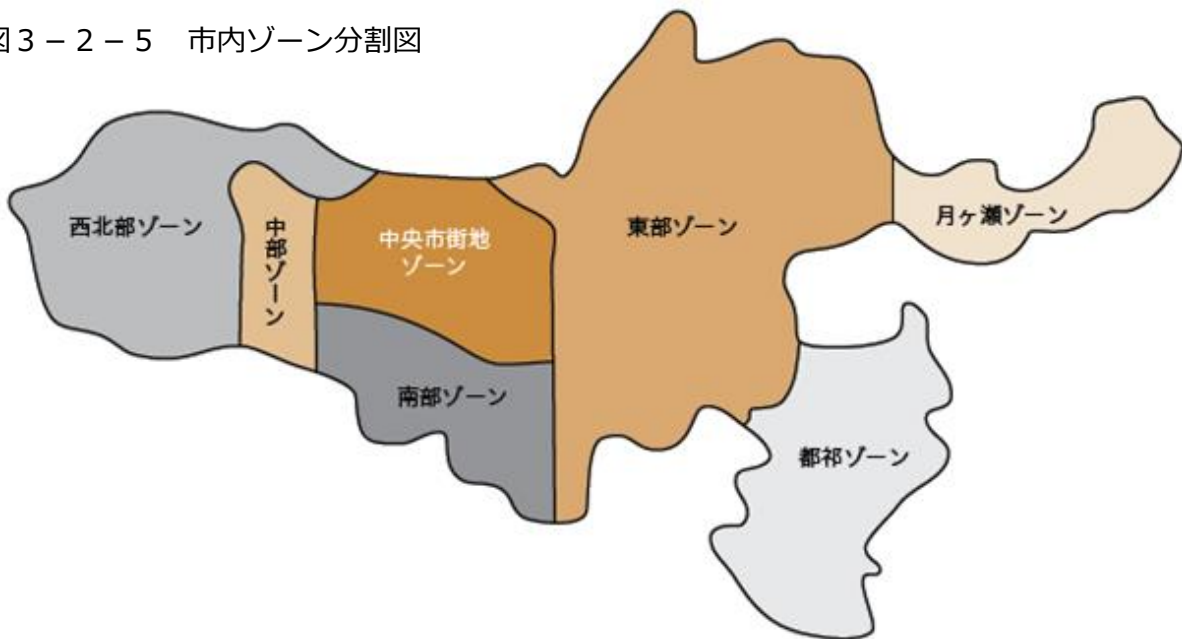 図３－２－５ 市内ゾーン分割図
西北部ゾーン
中部ゾーン
中央市街地
ゾーン
南部ゾーン
東部ゾーン
月ヶ瀬ゾーン
都祁ゾーン